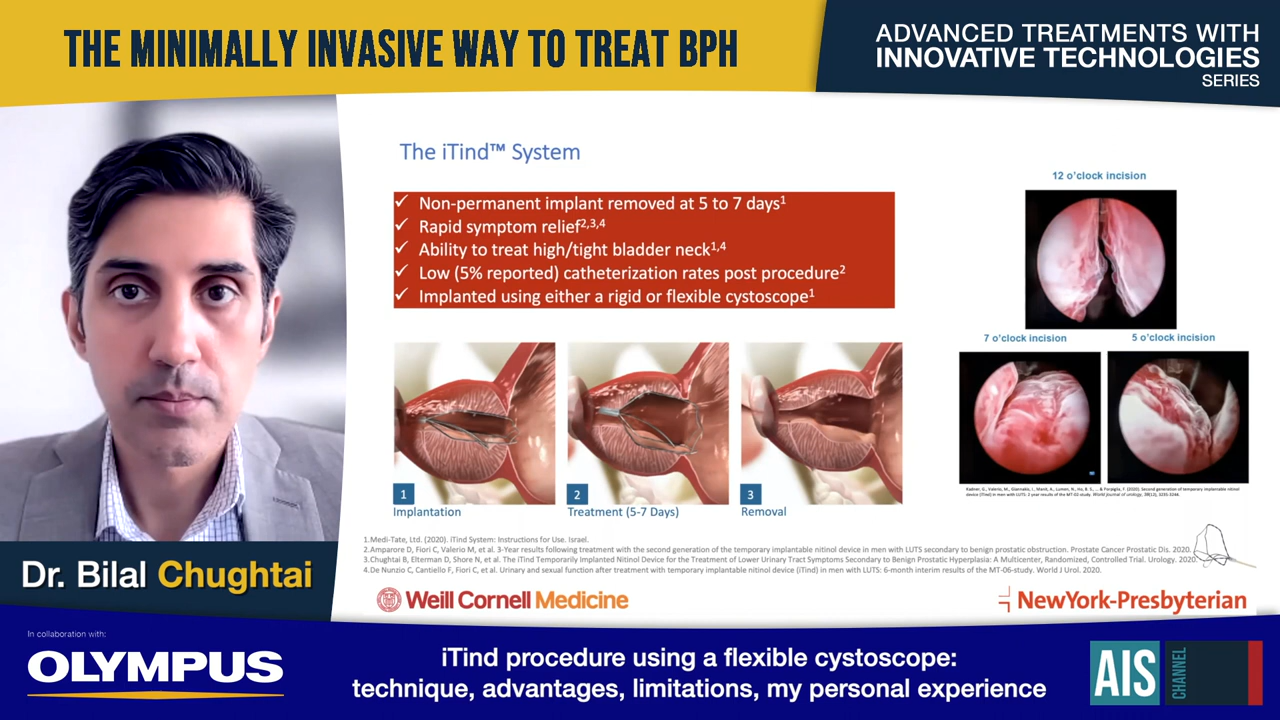 THE MINIMALLY INVASIVE WAY TO TREAT BPH
ADVANCED TREATMENTS WITH
INNOVATIVE TECHNOLOGIES
SERIES
The iTind™ System
✓ Non-permanent implant removed at 5 to 7 days¹
✓ Rapid symptom relief²,³,⁴
✓ Ability to treat high/tight bladder neck¹,⁴
✓ Low (5% reported) catheterization rates post procedure²
✓ Implanted using either a rigid or flexible cystoscope¹
12 o'clock incision
7 o'clock incision
5 o'clock incision
1
Implantation
2
Treatment (5-7 Days)
3
Removal
1.Medi-Tate, Ltd. (2020). iTind System: Instructions for Use. Israel.
2.Amparore D, Fiori C, Valerio M, et al. 3-Year results following treatment with the second generation of the temporary implantable nitinol device in men with LUTS secondary to benign prostatic obstruction. Prostate Cancer Prostatic Dis. 2020.
3.Chughtai B, Elterman D, Shore N, et al. The iTind Temporarily Implanted Nitinol Device for the Treatment of Lower Urinary Tract Symptoms Secondary to Benign Prostatic Hyperplasia: A Multicenter, Randomized, Controlled Trial. Urology. 2020.
4.De Nunzio C, Cantiello F, Fiori C, et al. Urinary and sexual function after treatment with temporary implantable nitinol device (iTind) in men with LUTS: 6-month interim results of the MT-06-study. World J Urol. 2020.
Weill Cornell Medicine
NewYork-Presbyterian
Dr. Bilal Chughtai
In collaboration with:
OLYMPUS
iTind procedure using a flexible cystoscope:
technique, advantages, limitations, my personal experience
AIS
CHANNEL